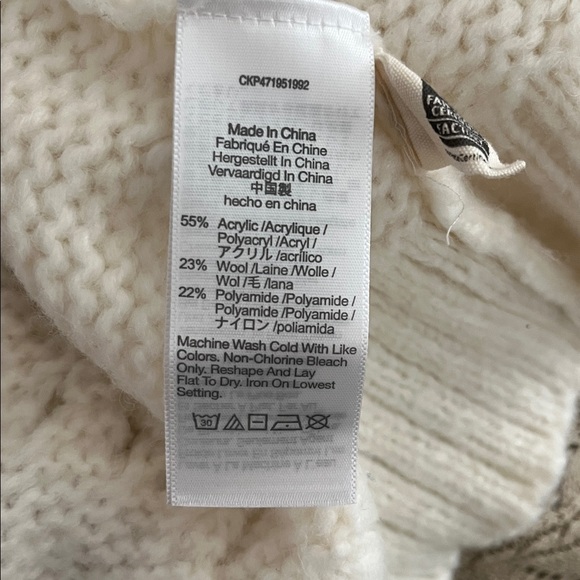 CKP471951992
Made In China
Fabriqué En Chine
Hergestellt In China
Vervaardigd In China
中国製
hecho en china
55% Acrylic /Acrylique /
Polyacryl /Acryl /
アクリル /acrílico
23% Wool /Laine /Wolle /
Wol /毛 /lana
22% Polyamide /Polyamide /
Polyamide /Polyamide /
ナイロン /poliamida
Machine Wash Cold With Like
Colors. Non-Chlorine Bleach
Only. Reshape And Lay
Flat To Dry. Iron On Lowest
Setting.
30